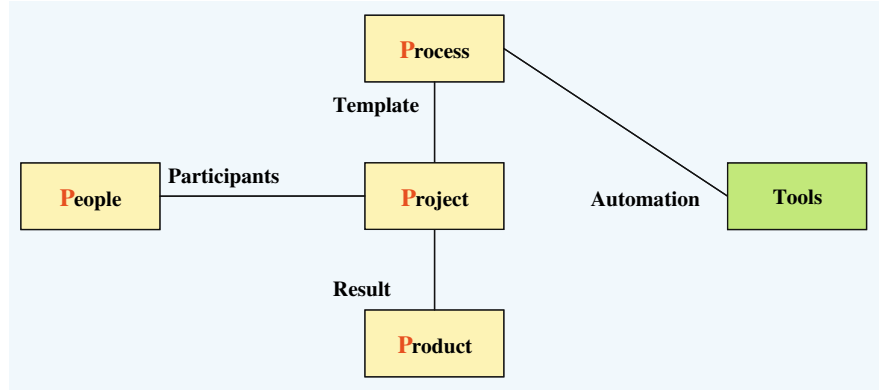 Process
Template
People
Participants
Project
Automation
Tools
Result
Product